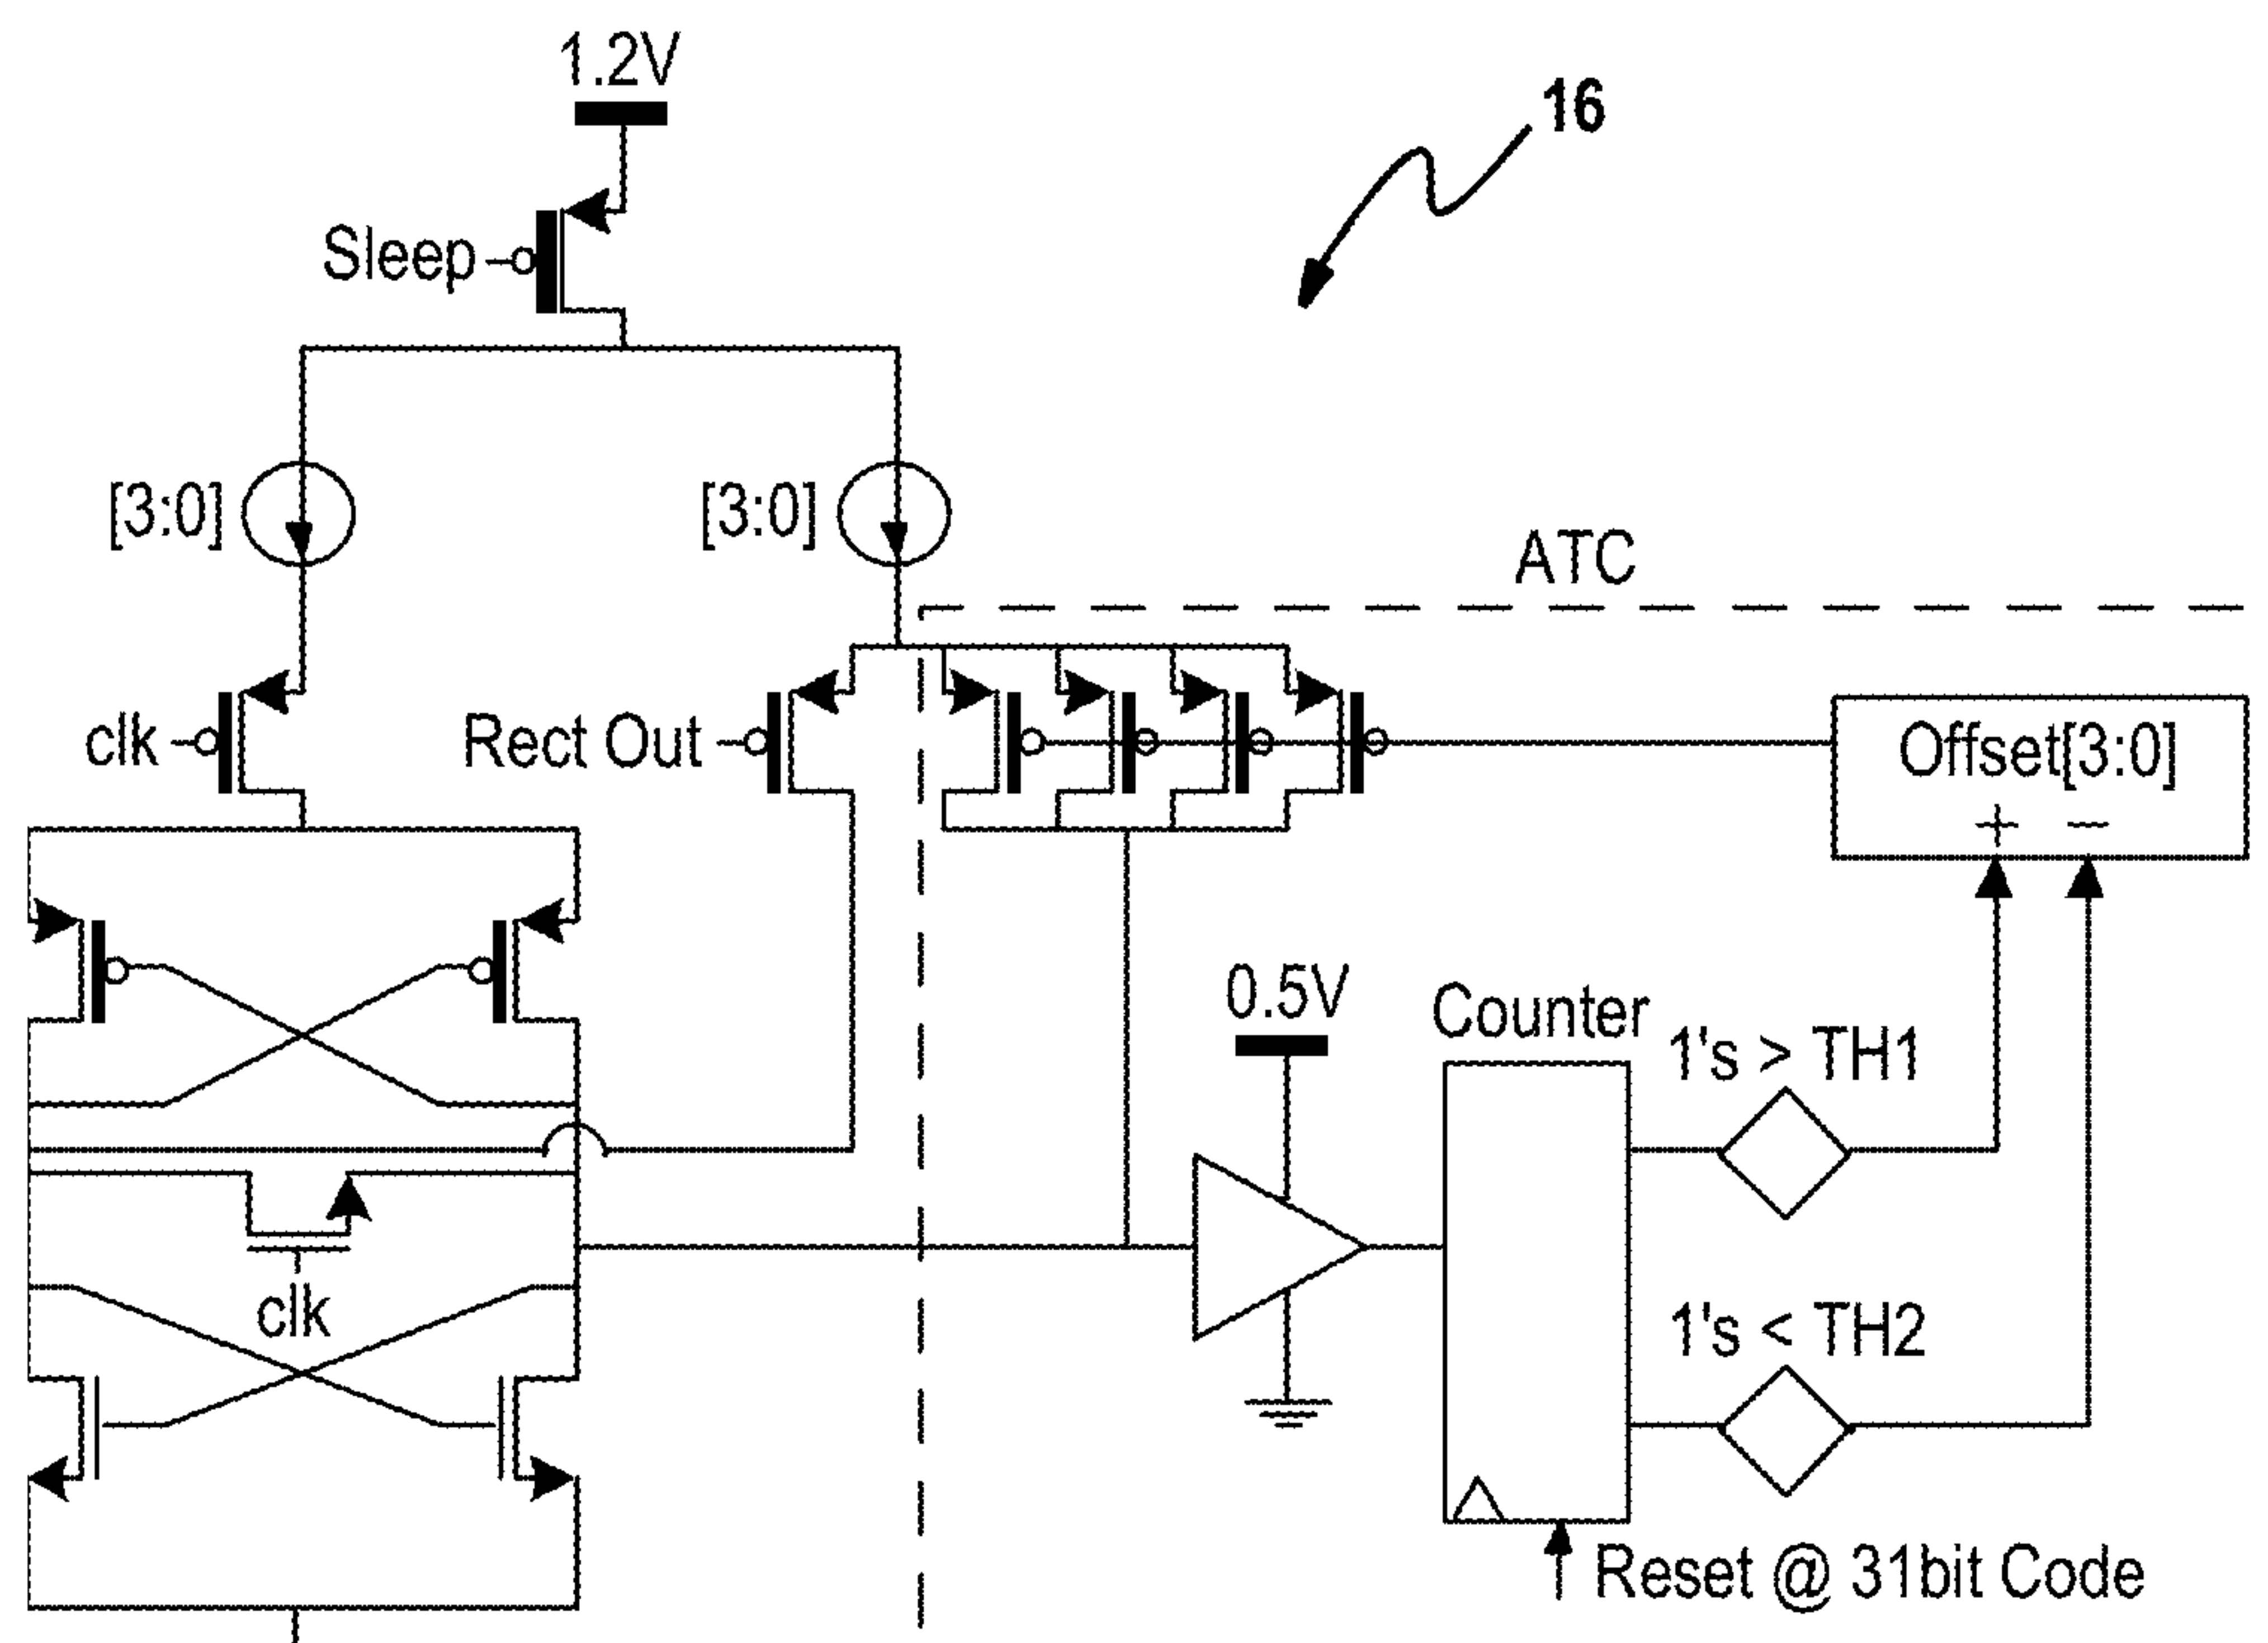 1.2V
16
Sleep
[3:0]
[3:0]
ATC
clk
Rect Out
Offset[3:0]
+ −
0.5V
Counter
1's > TH1
clk
1's < TH2
Reset @ 31bit Code